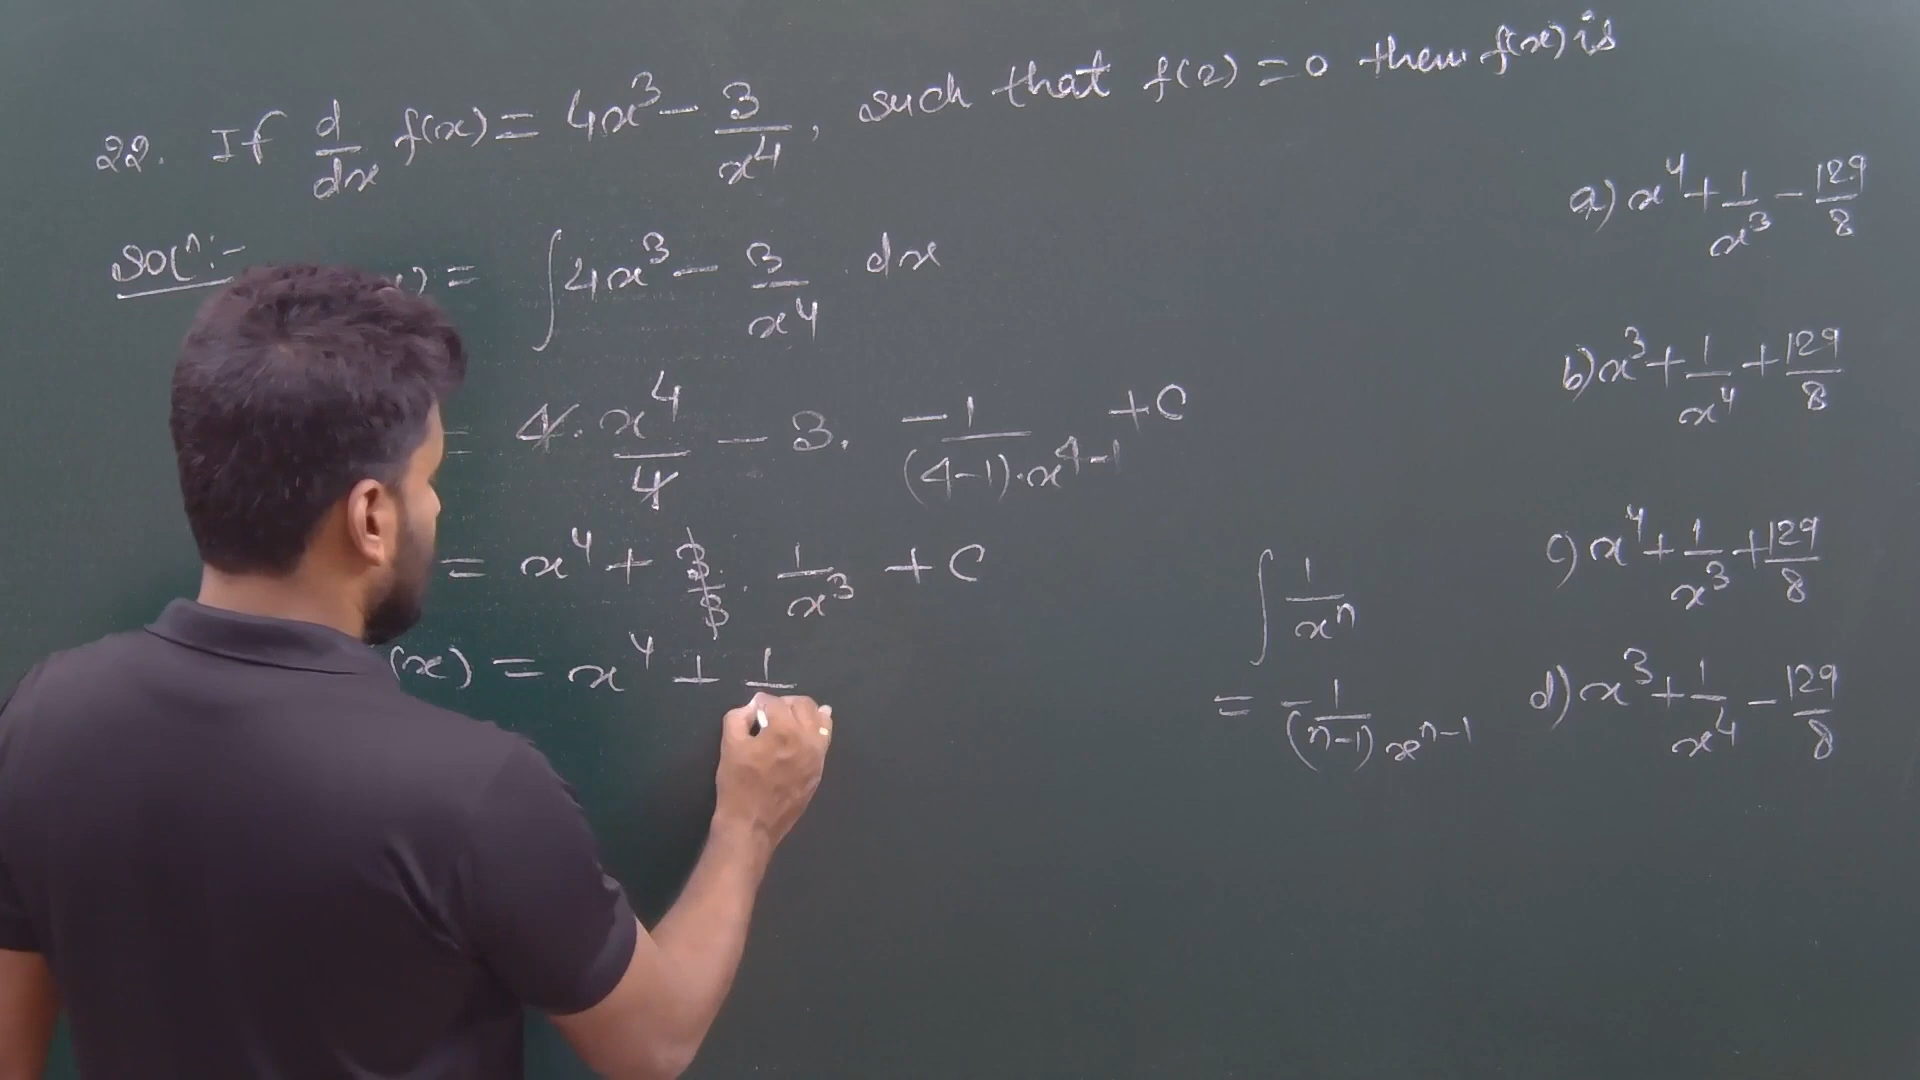 22. If d/dx f(x) = 4x³ - 3/x⁴, such that f(2) = 0 then f(x) is
a) x⁴ + 1/x³ - 129/8
Solⁿ:- ) = ∫ 4x³ - 3/x⁴ . dx
b) x³ + 1/x⁴ + 129/8
= 4 . x⁴/4 - 3 . -1/((4-1).x⁴⁻¹) + C
= x⁴ + 3/3 . 1/x³ + C
c) x⁴ + 1/x³ + 129/8
∫ 1/xⁿ
(x) = x⁴ + 1
= -1/((n-1) xⁿ⁻¹)
d) x³ + 1/x⁴ - 129/8